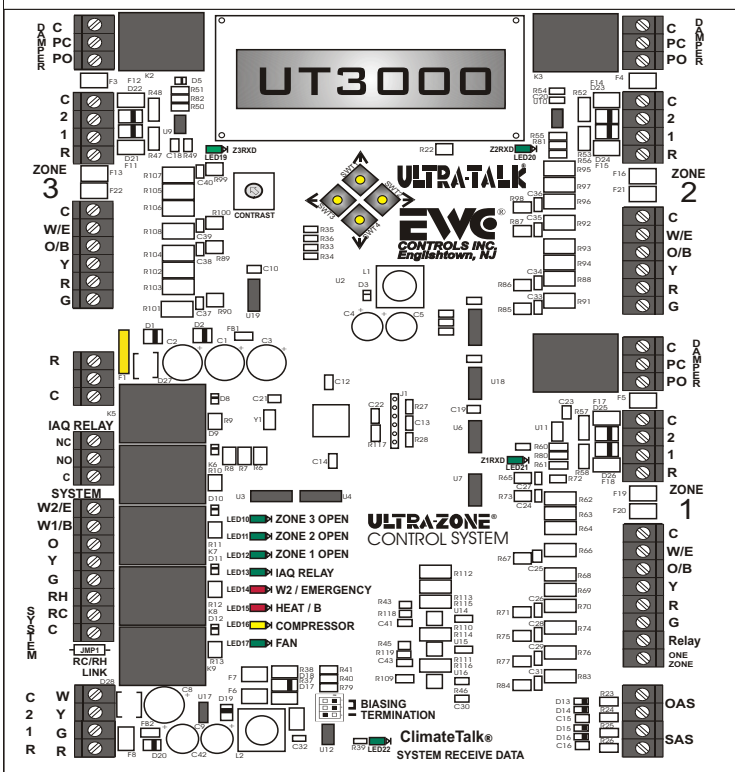 DAMPER
C
PC
PO
K2
F3
F12
D22
D5
R51
R82
R50
R48
U9
C
2
1
R
D21
F11
R47
C18
R49
LED19
Z3RXD
ZONE
3
F13
F22
UT3000
K3
DAMPER
C
PC
PO
F4
F14
D23
R54
C20
U10
R52
C
2
1
R
R55
R81
R53
R56
D24
F15
R22
Z2RXD
LED20
ZONE
2
F16
F21
C
W/E
O/B
Y
R
G
R107
R105
R106
R108
R104
R102
R103
R101
C40
R99
R100
C39
C38
R89
C37
R90
CONTRAST
C10
U19
SW1
SW2
SW3
SW4
R35
R36
R33
R34
ULTRA-TALK®
EWC®
CONTROLS INC.
Englishtown, NJ
U2
L1
D3
C4
C5
R95
R97
R96
C36
R98
C35
R87
R92
R93
R94
C34
R86
R88
C33
R85
R91
C
W/E
O/B
Y
R
G
R
C
F1
D1
D2
FB1
C2
C1
C3
D27
K5
IAQ RELAY
NC
NO
C
D8
R9
D9
C21
Y1
C12
K6
R10
R8
R7
R6
C14
J1
C22
R117
R27
C13
R28
U18
C19
U6
U7
DAMPER
C
PC
PO
F5
C23
F17
D25
U11
R57
C
2
1
R
R60
R80
R61
R58
D26
F18
Z1RXD
LED21
R65
C27
R72
R73
C24
ZONE
1
F19
F20
SYSTEM
W2/E
W1/B
O
Y
G
RH
RC
C
SYSTEM
JMP1
RC/RH
LINK
D10
R11
K7
D11
R12
K8
D12
R13
K9
U3
U4
LED10 ZONE 3 OPEN
LED11 ZONE 2 OPEN
LED12 ZONE 1 OPEN
LED13 IAQ RELAY
LED14 W2 / EMERGENCY
LED15 HEAT / B
LED16 COMPRESSOR
LED17 FAN
ULTRA-ZONE®
CONTROL SYSTEM
R62
R63
R64
R66
R67
C25
R68
R69
R70
C26
R71
C28
R75
R74
C29
R77
R76
C31
R84
R83
C
W/E
O/B
Y
R
G
Relay
ONE
ZONE
R112
R43
R118
C41
R113
R115
U14
R110
R114
U15
R45
R119
C43
R109
R111
R116
U16
R46
C30
D28
C W
2 Y
1 G
R R
C8
FB2
F8
D20
C42
U17
C9
D19
L2
F7
F6
R38
D18
R37
D17
C32
R41
R40
R79
U12
BIASING
TERMINATION
R39
LED22
ClimateTalk®
SYSTEM RECEIVE DATA
D13
D14
C15
D15
D16
C16
R23
R24
R25
R26
OAS
SAS